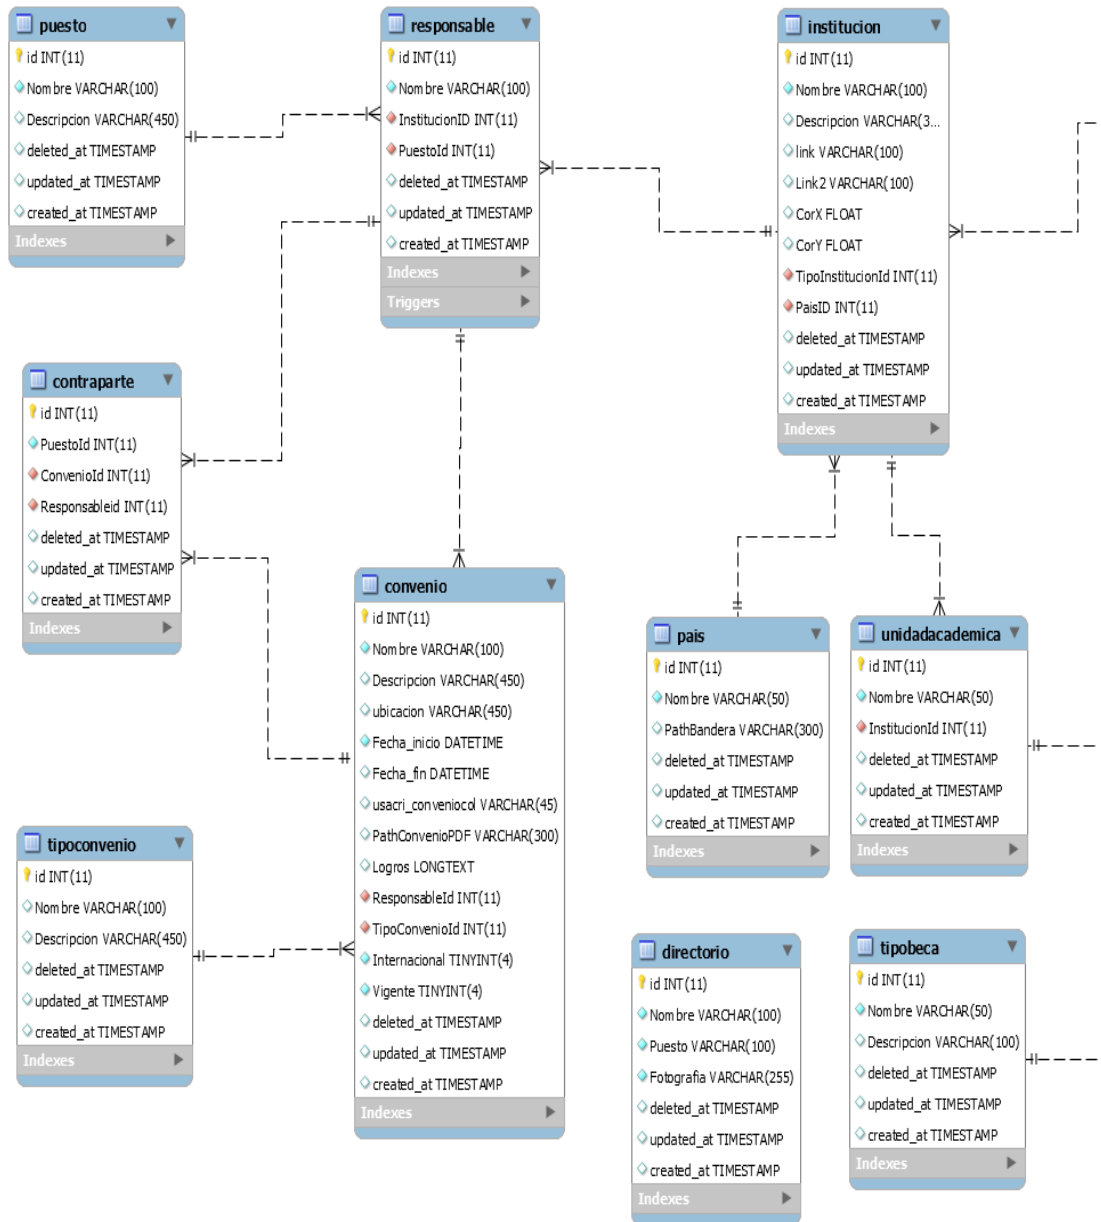 puesto
id INT(11)
Nombre VARCHAR(100)
Descripcion VARCHAR(450)
deleted_at TIMESTAMP
updated_at TIMESTAMP
created_at TIMESTAMP
Indexes
responsable
id INT(11)
Nombre VARCHAR(100)
InstitucionID INT(11)
PuestoId INT(11)
deleted_at TIMESTAMP
updated_at TIMESTAMP
created_at TIMESTAMP
Indexes
Triggers
institucion
id INT(11)
Nombre VARCHAR(100)
Descripcion VARCHAR(3...
link VARCHAR(100)
Link2 VARCHAR(100)
CorX FLOAT
CorY FLOAT
TipoInstitucionId INT(11)
PaisID INT(11)
deleted_at TIMESTAMP
updated_at TIMESTAMP
created_at TIMESTAMP
Indexes
contraparte
id INT(11)
PuestoId INT(11)
ConvenioId INT(11)
Responsableid INT(11)
deleted_at TIMESTAMP
updated_at TIMESTAMP
created_at TIMESTAMP
Indexes
convenio
id INT(11)
Nombre VARCHAR(100)
Descripcion VARCHAR(450)
ubicacion VARCHAR(450)
Fecha_inicio DATETIME
Fecha_fin DATETIME
usacri_conveniocol VARCHAR(45)
PathConvenioPDF VARCHAR(300)
Logros LONGTEXT
ResponsableId INT(11)
TipoConvenioId INT(11)
Internacional TINYINT(4)
Vigente TINYINT(4)
deleted_at TIMESTAMP
updated_at TIMESTAMP
created_at TIMESTAMP
Indexes
pais
id INT(11)
Nombre VARCHAR(50)
PathBandera VARCHAR(300)
deleted_at TIMESTAMP
updated_at TIMESTAMP
created_at TIMESTAMP
Indexes
unidadacademica
id INT(11)
Nombre VARCHAR(50)
InstitucionId INT(11)
deleted_at TIMESTAMP
updated_at TIMESTAMP
created_at TIMESTAMP
Indexes
tipoconvenio
id INT(11)
Nombre VARCHAR(100)
Descripcion VARCHAR(450)
deleted_at TIMESTAMP
updated_at TIMESTAMP
created_at TIMESTAMP
Indexes
directorio
id INT(11)
Nombre VARCHAR(100)
Puesto VARCHAR(100)
Fotografia VARCHAR(255)
deleted_at TIMESTAMP
updated_at TIMESTAMP
created_at TIMESTAMP
Indexes
tipobeca
id INT(11)
Nombre VARCHAR(50)
Descripcion VARCHAR(100)
deleted_at TIMESTAMP
updated_at TIMESTAMP
created_at TIMESTAMP
Indexes